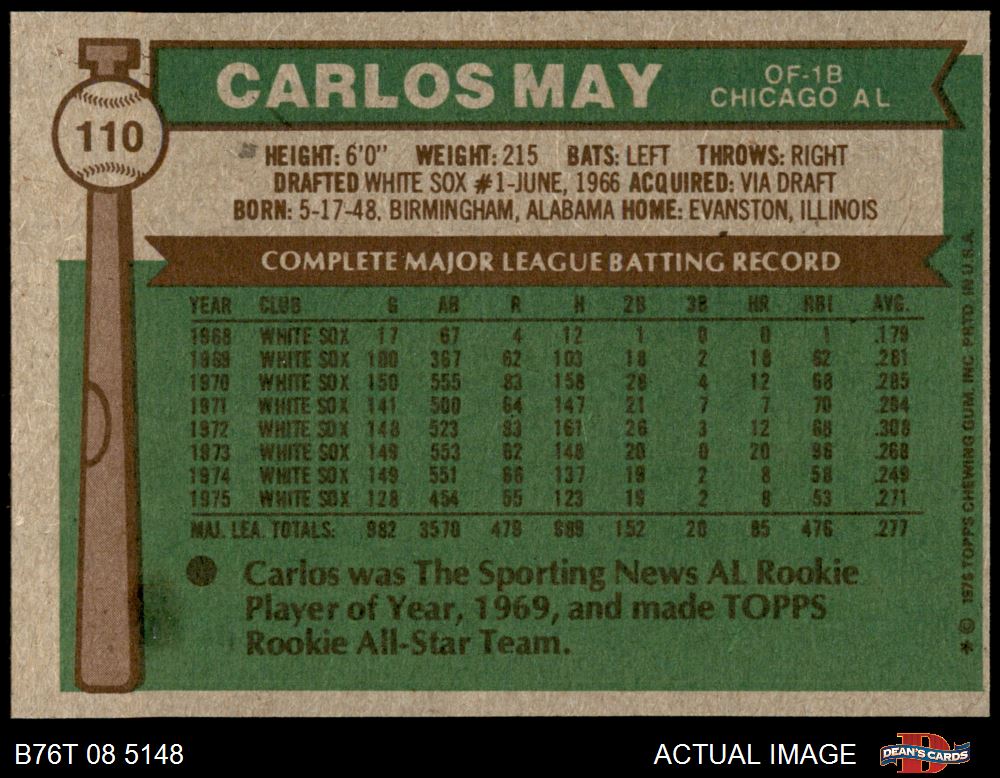 110
CARLOS MAY
OF-1B
CHICAGO AL
HEIGHT: 6'0" WEIGHT: 215 BATS: LEFT THROWS: RIGHT
DRAFTED WHITE SOX #1-JUNE, 1966 ACQUIRED: VIA DRAFT
BORN: 5-17-48, BIRMINGHAM, ALABAMA HOME: EVANSTON, ILLINOIS
COMPLETE MAJOR LEAGUE BATTING RECORD
YEAR CLUB G AB R H 2B 3B HR RBI AVG.
1968 WHITE SOX 17 67 4 12 1 0 0 1 .179
1969 WHITE SOX 100 367 62 103 18 2 18 62 .281
1970 WHITE SOX 150 555 83 158 28 4 12 68 .285
1971 WHITE SOX 141 500 64 147 21 7 7 70 .294
1972 WHITE SOX 148 523 83 161 26 3 12 68 .308
1973 WHITE SOX 149 553 62 148 20 0 20 96 .268
1974 WHITE SOX 149 551 66 137 19 2 8 58 .249
1975 WHITE SOX 128 454 55 123 19 2 8 53 .271
MAJ. LEA. TOTALS: 982 3570 479 989 152 20 85 476 .277
Carlos was The Sporting News AL Rookie
Player of Year, 1969, and made TOPPS
Rookie All-Star Team.
* © 1976 TOPPS CHEWING GUM, INC. PRTD. IN U.S.A.
B76T 08 5148
ACTUAL IMAGE
DEAN'S CARDS